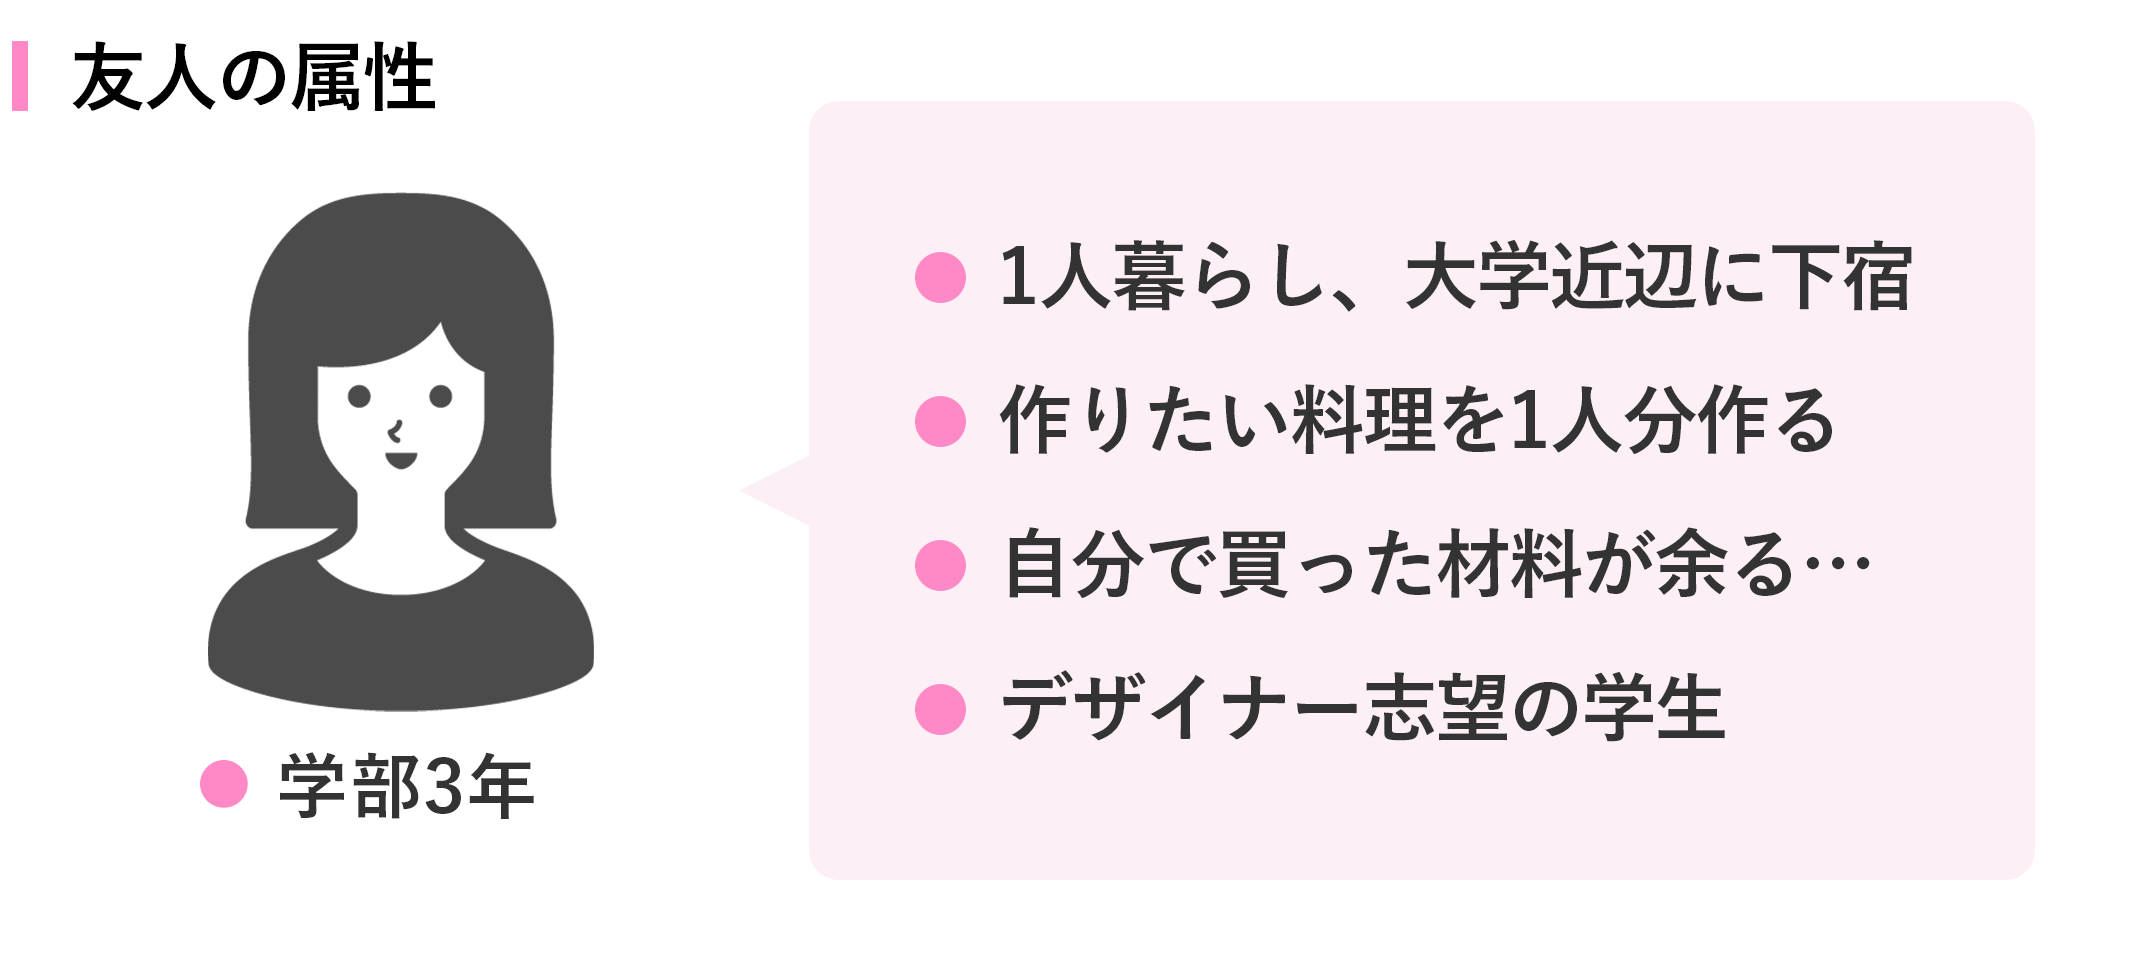 友人の属性
学部3年
1人暮らし、大学近辺に下宿
作りたい料理を1人分作る
自分で買った材料が余る…
デザイナー志望の学生